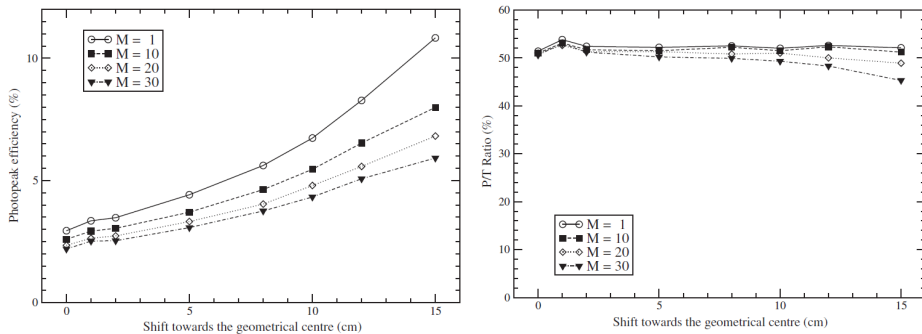 10
5
0
Photopeak efficiency (%)
M = 1
M = 10
M = 20
M = 30
0 5 10 15
Shift towards the geometrical centre (cm)
60
50
40
30
20
10
0
P/T Ratio (%)
M = 1
M = 10
M = 20
M = 30
0 5 10 15
Shift towards the geometrical centre (cm)